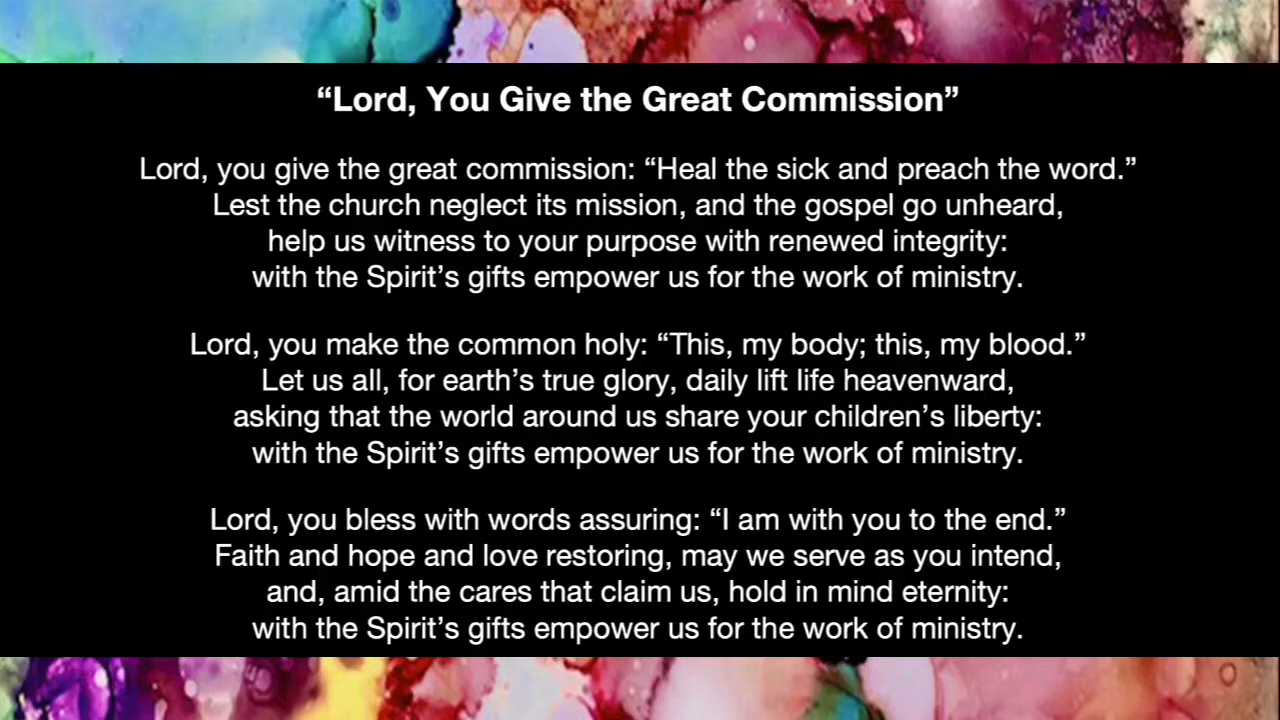 “Lord, You Give the Great Commission”
Lord, you give the great commission: “Heal the sick and preach the word.”
Lest the church neglect its mission, and the gospel go unheard,
help us witness to your purpose with renewed integrity:
with the Spirit’s gifts empower us for the work of ministry.
Lord, you make the common holy: “This, my body; this, my blood.”
Let us all, for earth’s true glory, daily lift life heavenward,
asking that the world around us share your children’s liberty:
with the Spirit’s gifts empower us for the work of ministry.
Lord, you bless with words assuring: “I am with you to the end.”
Faith and hope and love restoring, may we serve as you intend,
and, amid the cares that claim us, hold in mind eternity:
with the Spirit’s gifts empower us for the work of ministry.